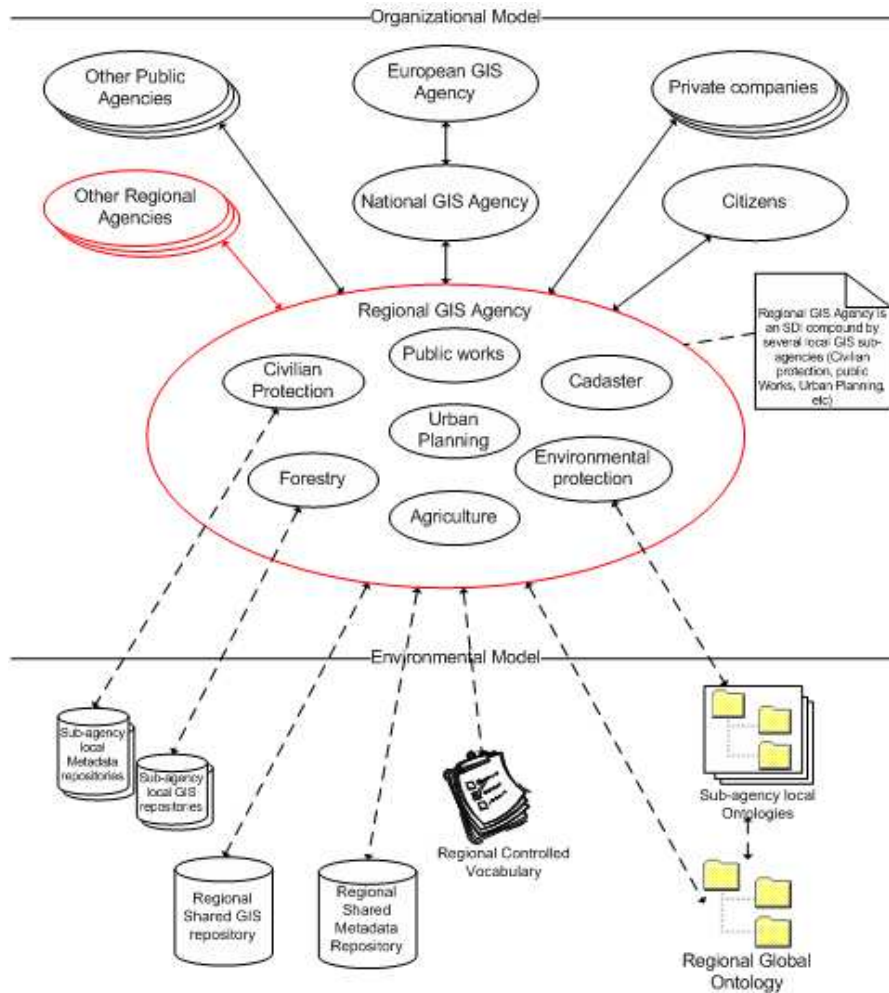 Organizational Model
Other Public
Agencies
European GIS
Agency
Private companies
Other Regional
Agencies
National GIS Agency
Citizens
Regional GIS Agency
Regional GIS Agency is
an SDI compound by
several local GIS sub-
agencies (Civilian
protection, public
Works, Urban Planning,
etc)
Public works
Civilian
Protection
Cadaster
Urban
Planning
Forestry
Environmental
protection
Agriculture
Environmental Model
Sub-agency
local
Metadata
repositories
Sub-agency
local GIS
repositories
Sub-agency local
Ontologies
Regional Controlled
Vocabulary
Regional
Shared GIS
repository
Regional
Shared
Metadata
Repository
Regional Global
Ontology